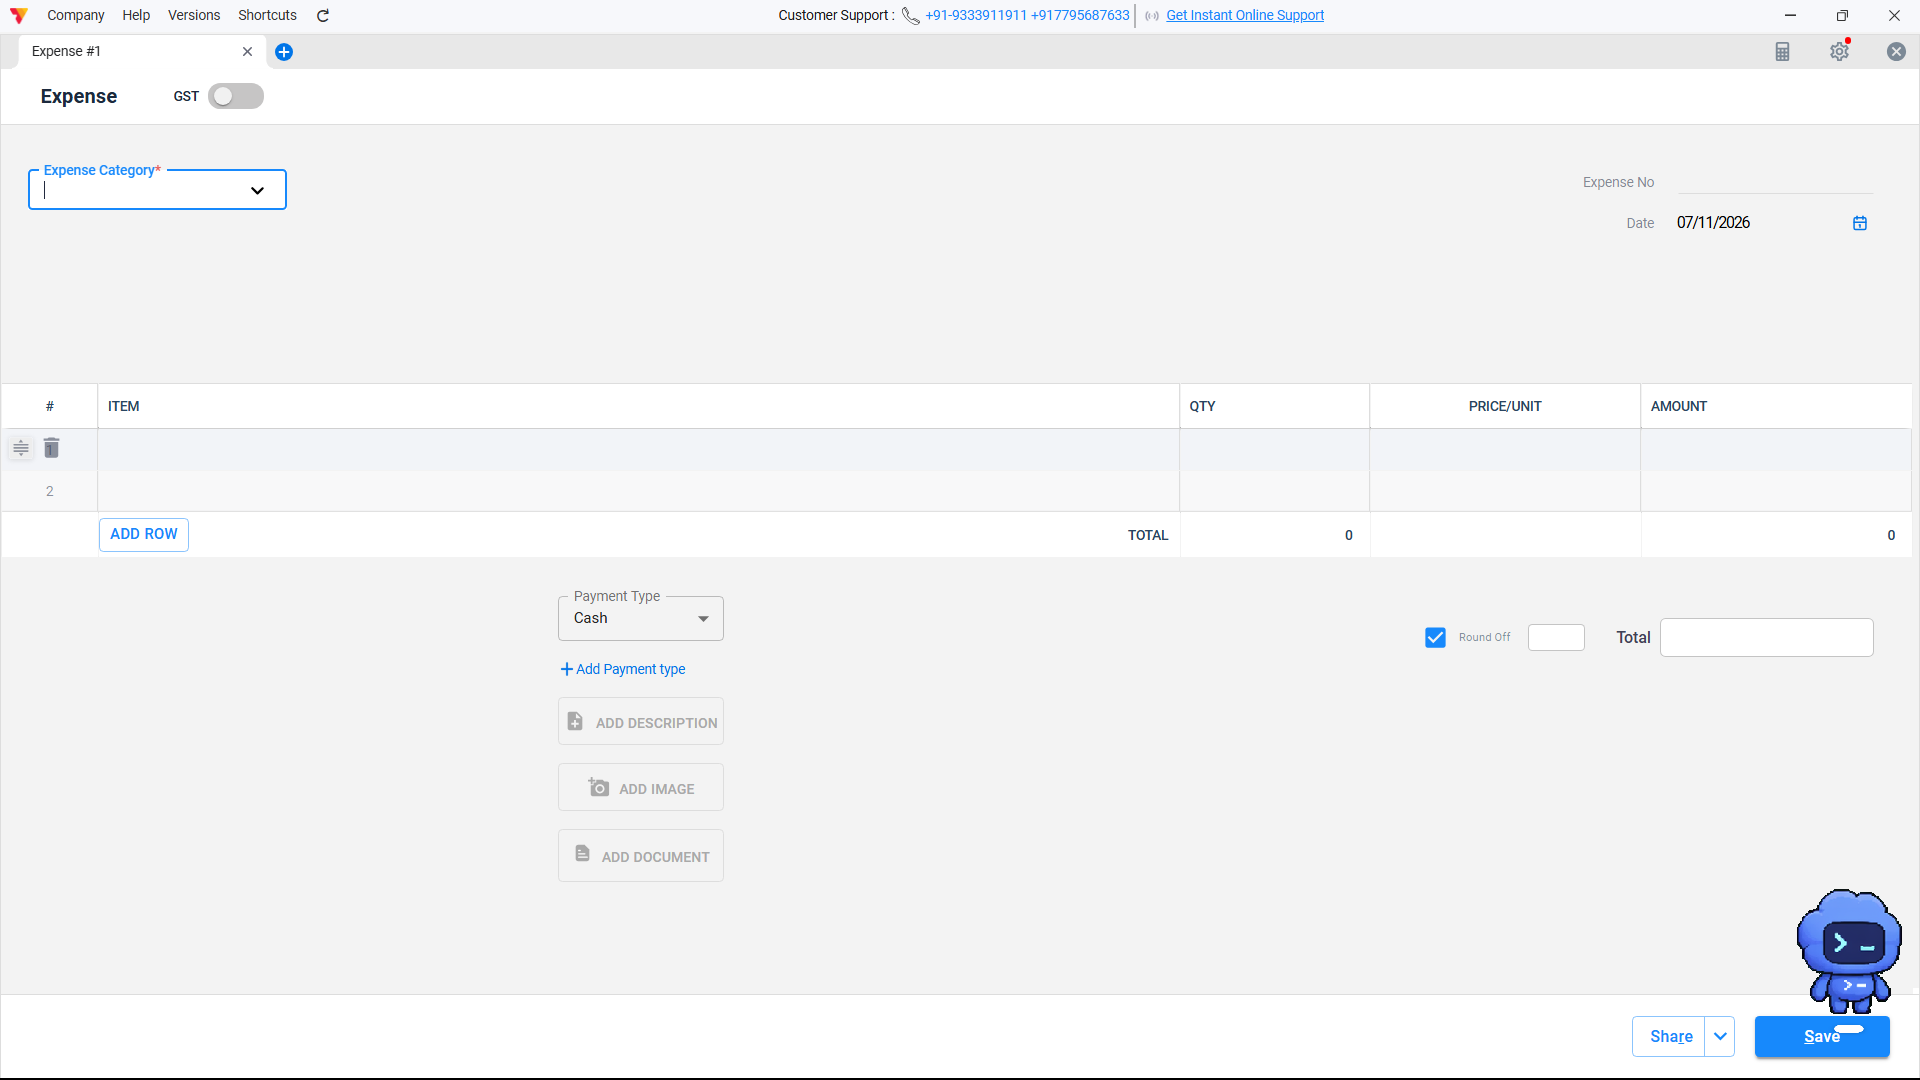 Company Help Versions Shortcuts
Customer Support : +91-9333911911 +917795687633 Get Instant Online Support
Expense #1
Expense GST
Expense Category*
Expense No
Date 07/11/2026
# ITEM QTY PRICE/UNIT AMOUNT
1
2
ADD ROW TOTAL 0 0
Payment Type
Cash
Round Off Total
+ Add Payment type
ADD DESCRIPTION
ADD IMAGE
ADD DOCUMENT
Share Save